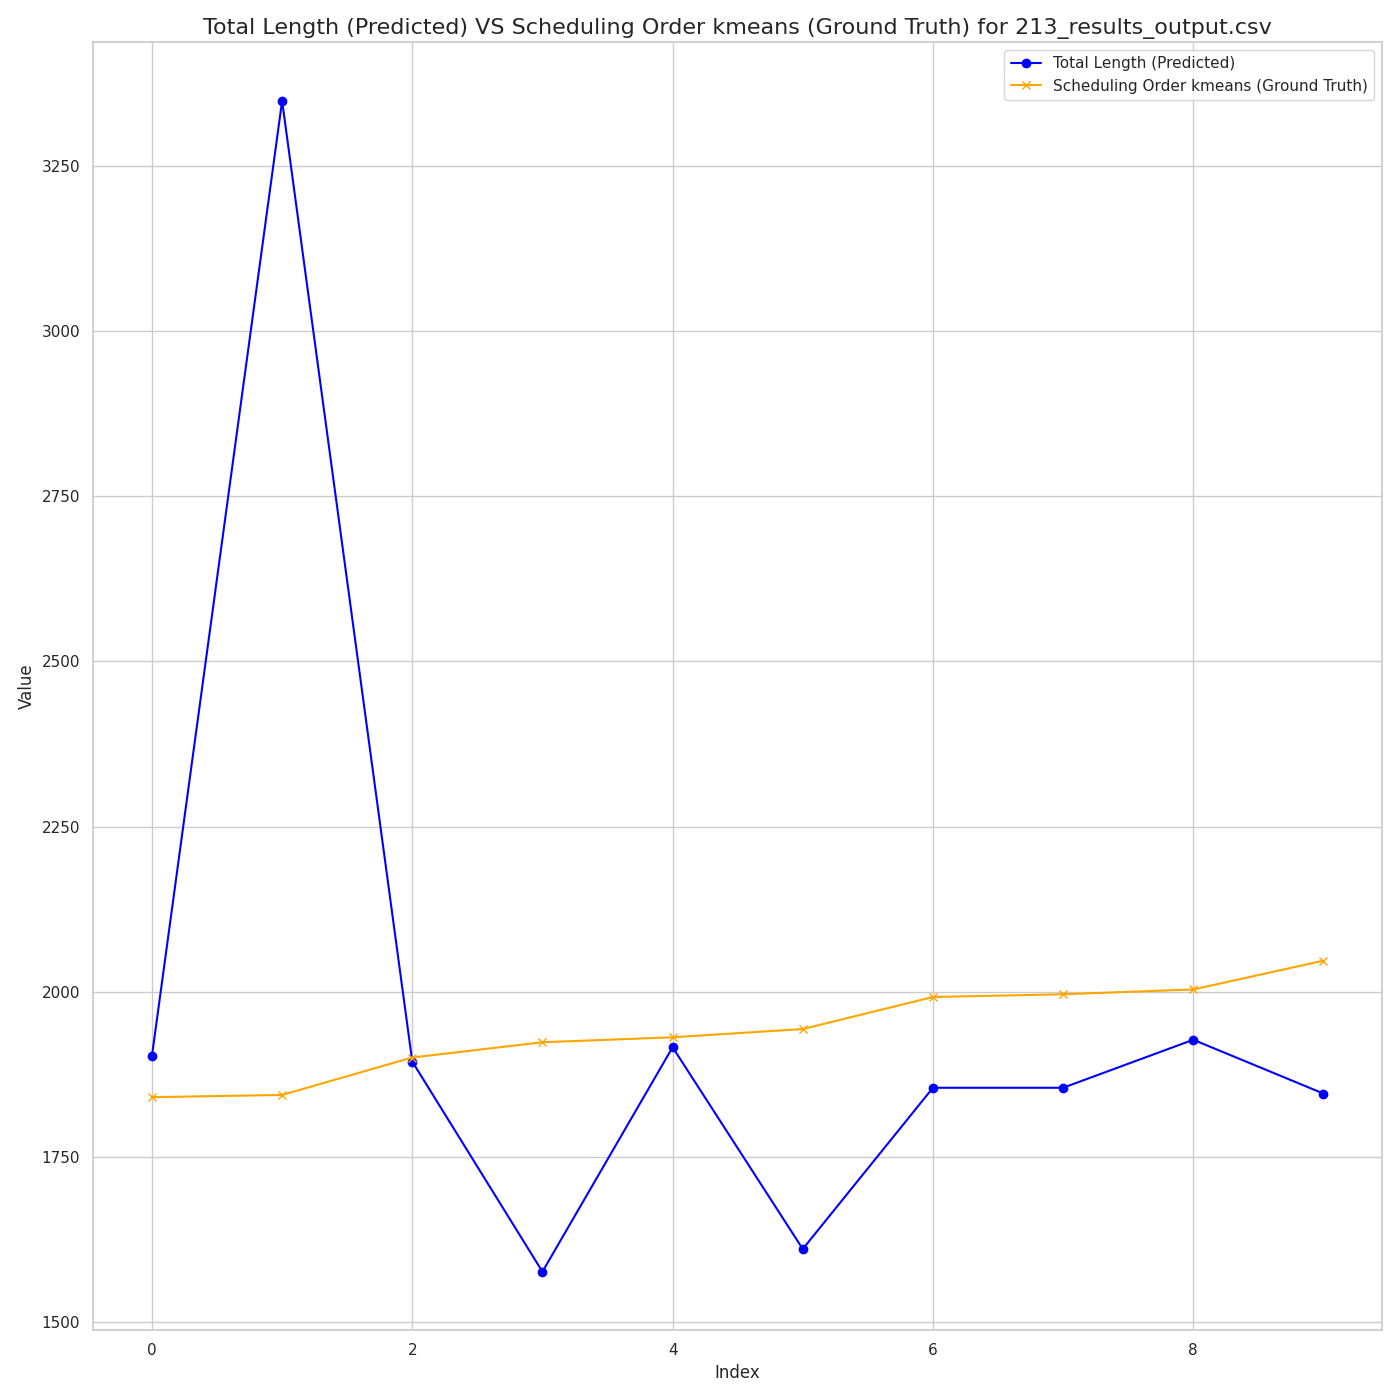 Total Length (Predicted) VS Scheduling Order kmeans (Ground Truth) for 213_results_output.csv
Total Length (Predicted)
Scheduling Order kmeans (Ground Truth)
3250
3000
2750
2500
2250
2000
1750
1500
Value
0 2 4 6 8
Index